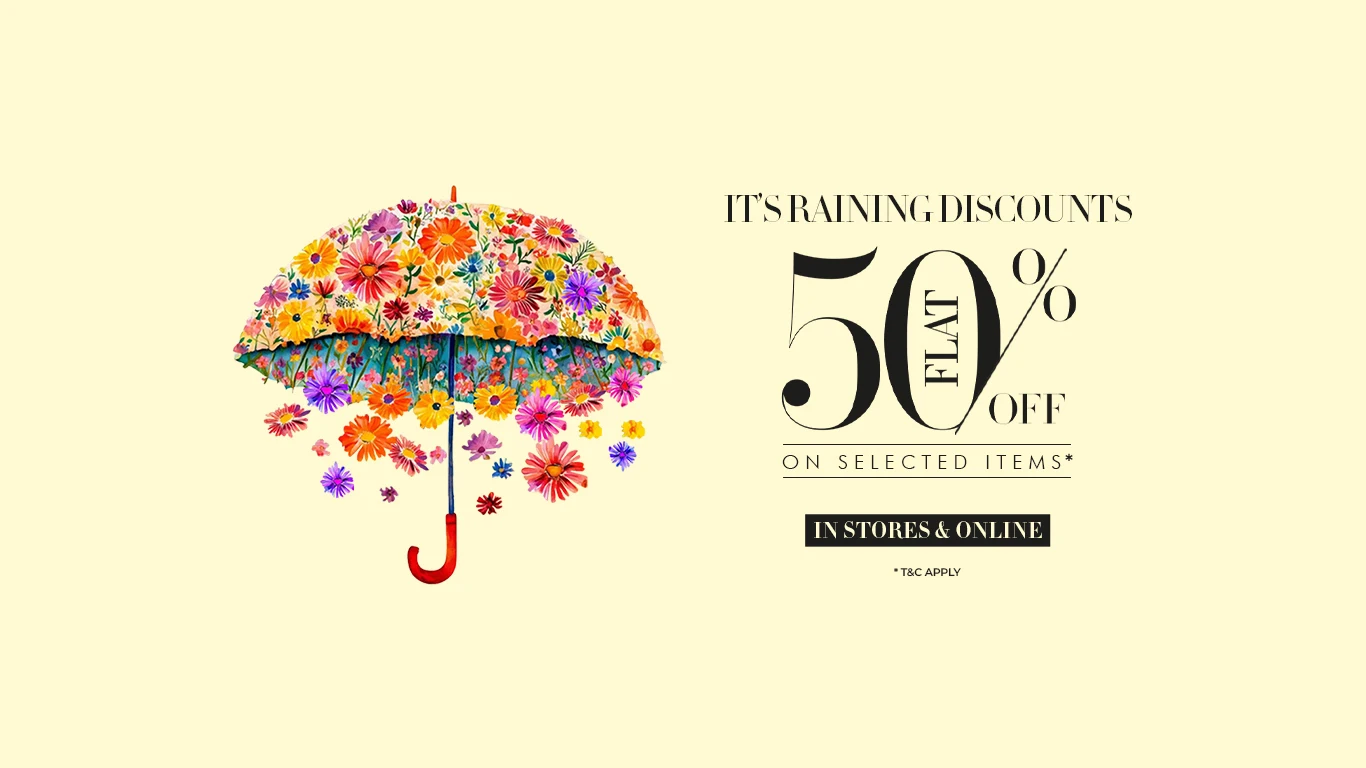 IT'S RAINING DISCOUNTS
50%
FLAT
OFF
ON SELECTED ITEMS*
IN STORES & ONLINE
* T&C APPLY